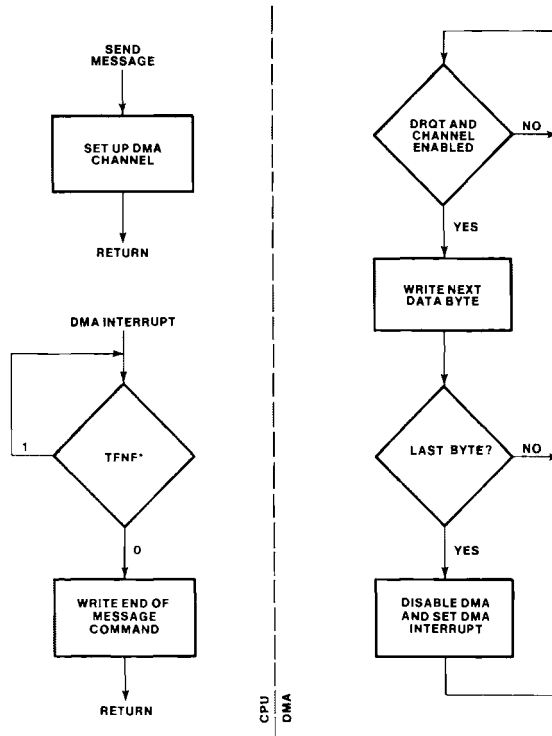 SEND
MESSAGE
SET UP DMA
CHANNEL
RETURN
DMA INTERRUPT
1
TFNF*
0
WRITE END OF
MESSAGE
COMMAND
RETURN
CPU
DMA
DRQT AND
CHANNEL
ENABLED
NO
YES
WRITE NEXT
DATA BYTE
LAST BYTE?
NO
YES
DISABLE DMA
AND SET DMA
INTERRUPT